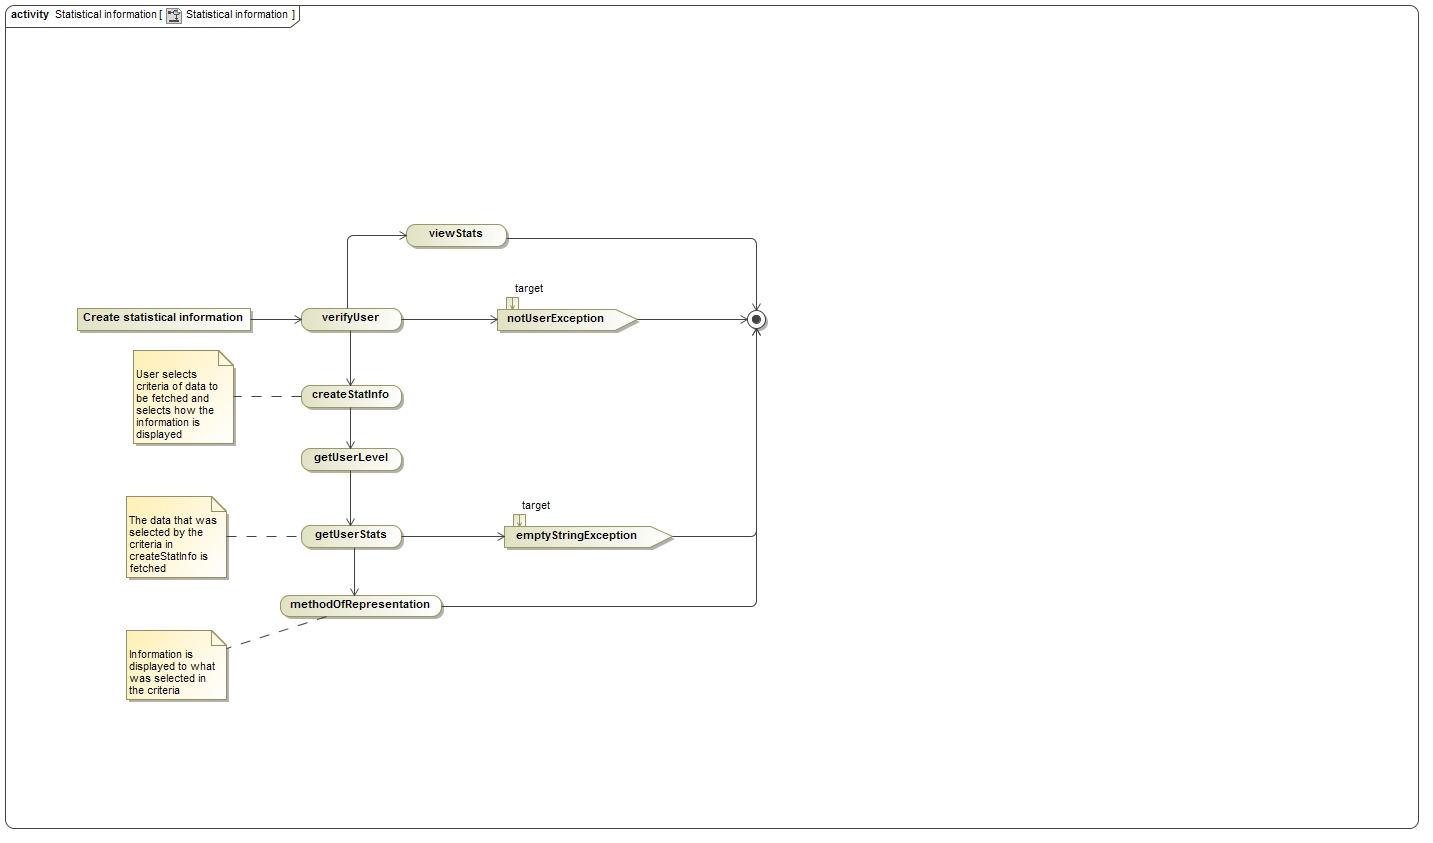 activity Statistical information [ Statistical information ]
viewStats
target
Create statistical information
verifyUser
notUserException
User selects
criteria of data to
be fetched and
selects how the
information is
displayed
createStatInfo
getUserLevel
target
The data that was
selected by the
criteria in
createStatInfo is
fetched
getUserStats
emptyStringException
methodOfRepresentation
Information is
displayed to what
was selected in
the criteria